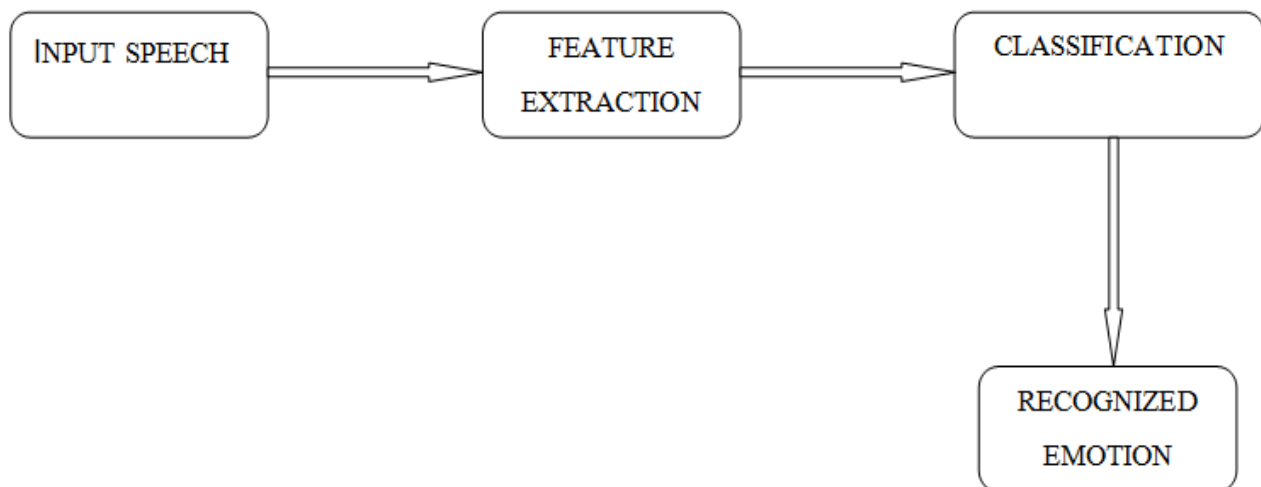 INPUT SPEECH
FEATURE
EXTRACTION
CLASSIFICATION
RECOGNIZED
EMOTION